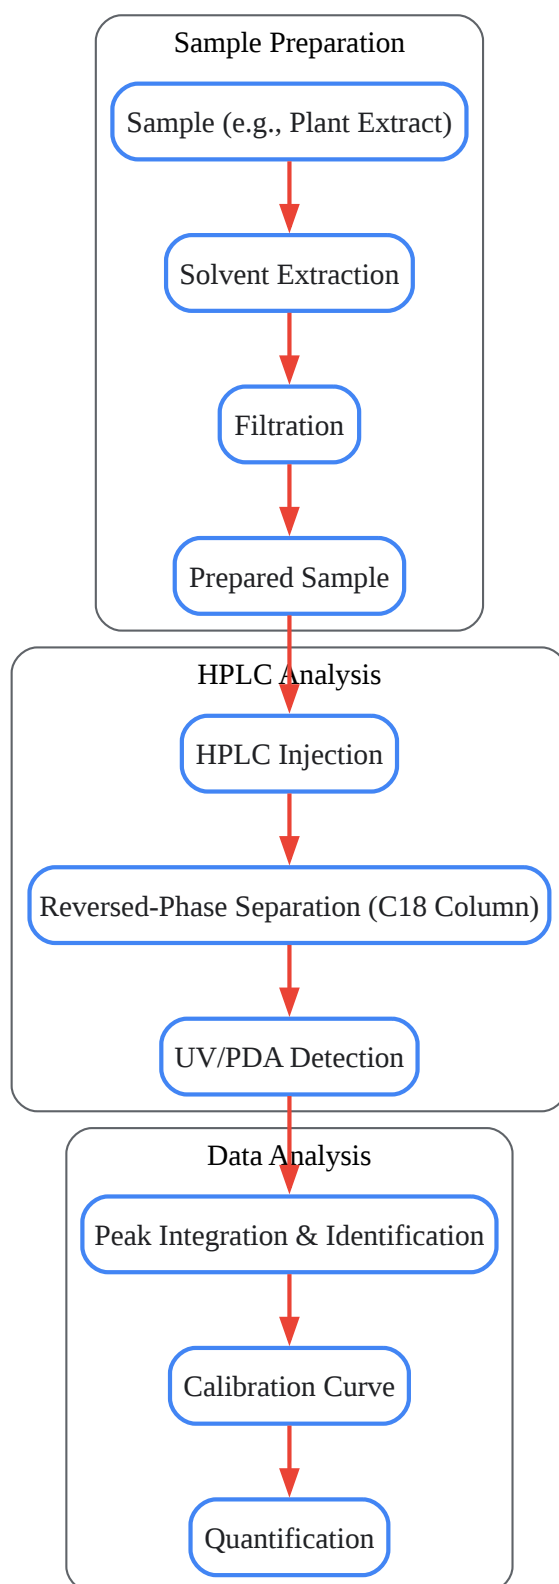 Sample Preparation
Sample (e.g., Plant Extract)
Solvent Extraction
Filtration
Prepared Sample
HPLC Analysis
HPLC Injection
Reversed-Phase Separation (C18 Column)
UV/PDA Detection
Data Analysis
Peak Integration & Identification
Calibration Curve
Quantification